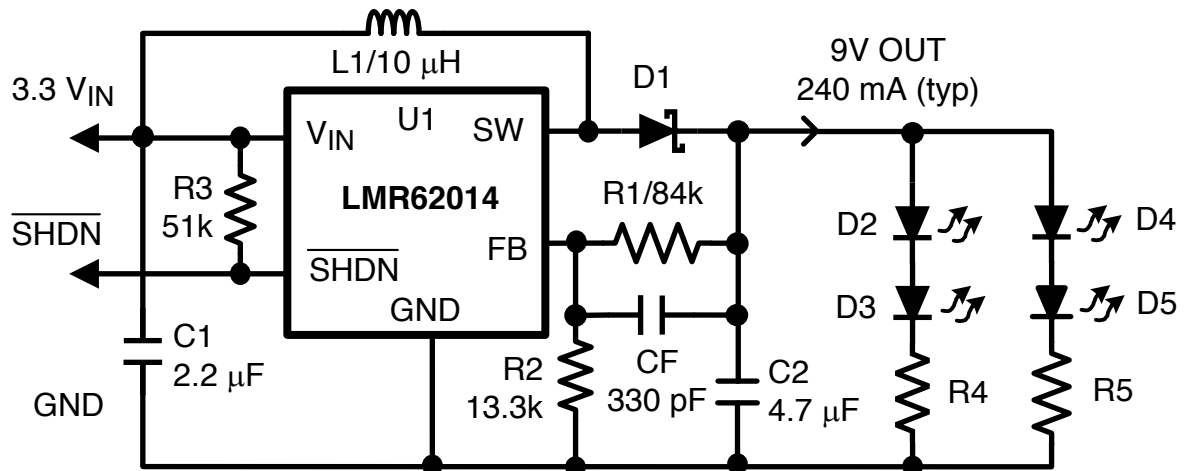 L1/10 μH
9V OUT
240 mA (typ)
D1
3.3 VIN
U1
VIN
SW
R3
51k
LMR62014
R1/84k
SHDN
SHDN
FB
GND
D2
D4
D3
D5
C1
2.2 μF
R2
13.3k
CF
330 pF
C2
4.7 μF
R4
R5
GND